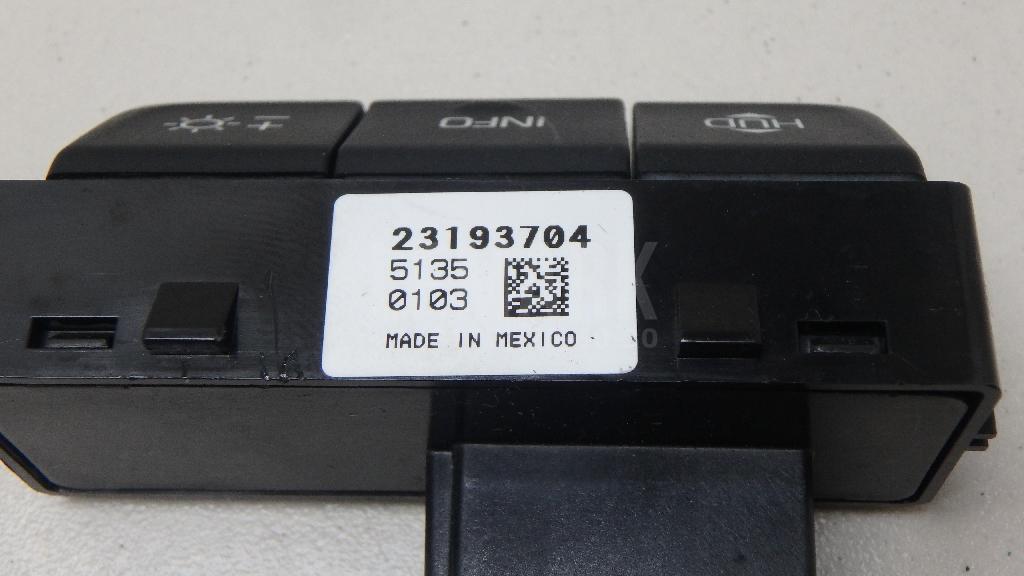 + -
INFO
HUD
23193704
5135
0103
MADE IN MEXICO